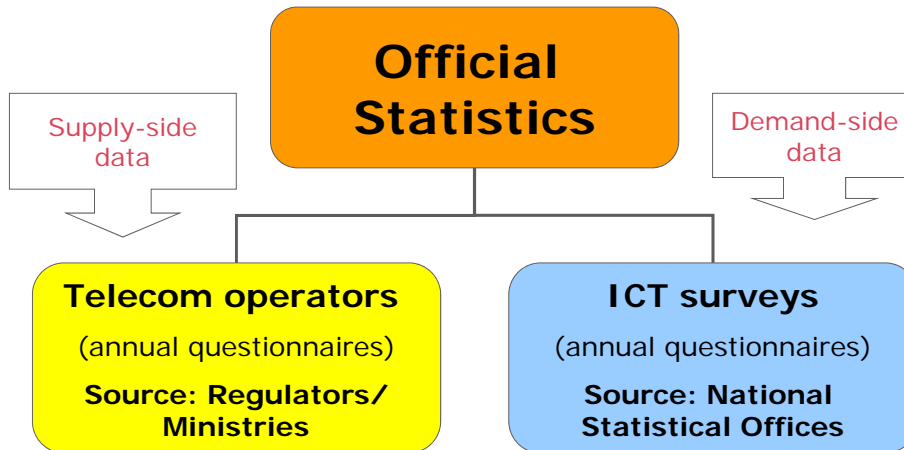 Official
Statistics
Supply-side
data
Demand-side
data
Telecom operators
(annual questionnaires)
Source: Regulators/
Ministries
ICT surveys
(annual questionnaires)
Source: National
Statistical Offices